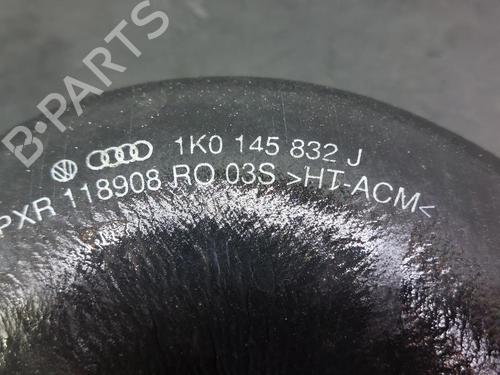 B-PARTS
1K0 145 832 J
PXR 118908 RO 03S >HT-ACM<